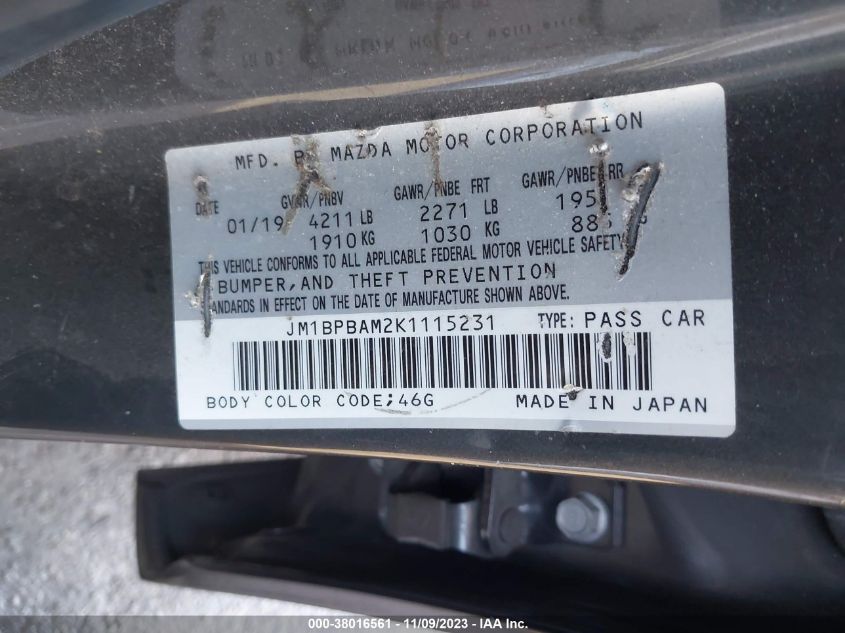 MFD. BY MAZDA MOTOR CORPORATION
DATE GVWR/PNBV GAWR/PNBE FRT GAWR/PNBE RR
01/19 4211 LB 2271 LB
1910 KG 1030 KG
THIS VEHICLE CONFORMS TO ALL APPLICABLE FEDERAL MOTOR VEHICLE SAFETY,
BUMPER, AND THEFT PREVENTION
STANDARDS IN EFFECT ON THE DATE OF MANUFACTURE SHOWN ABOVE.
JM1BPBAM2K1115231 TYPE: PASS CAR
BODY COLOR CODE;46G MADE IN JAPAN
000-38016561 - 11/09/2023 - IAA Inc.